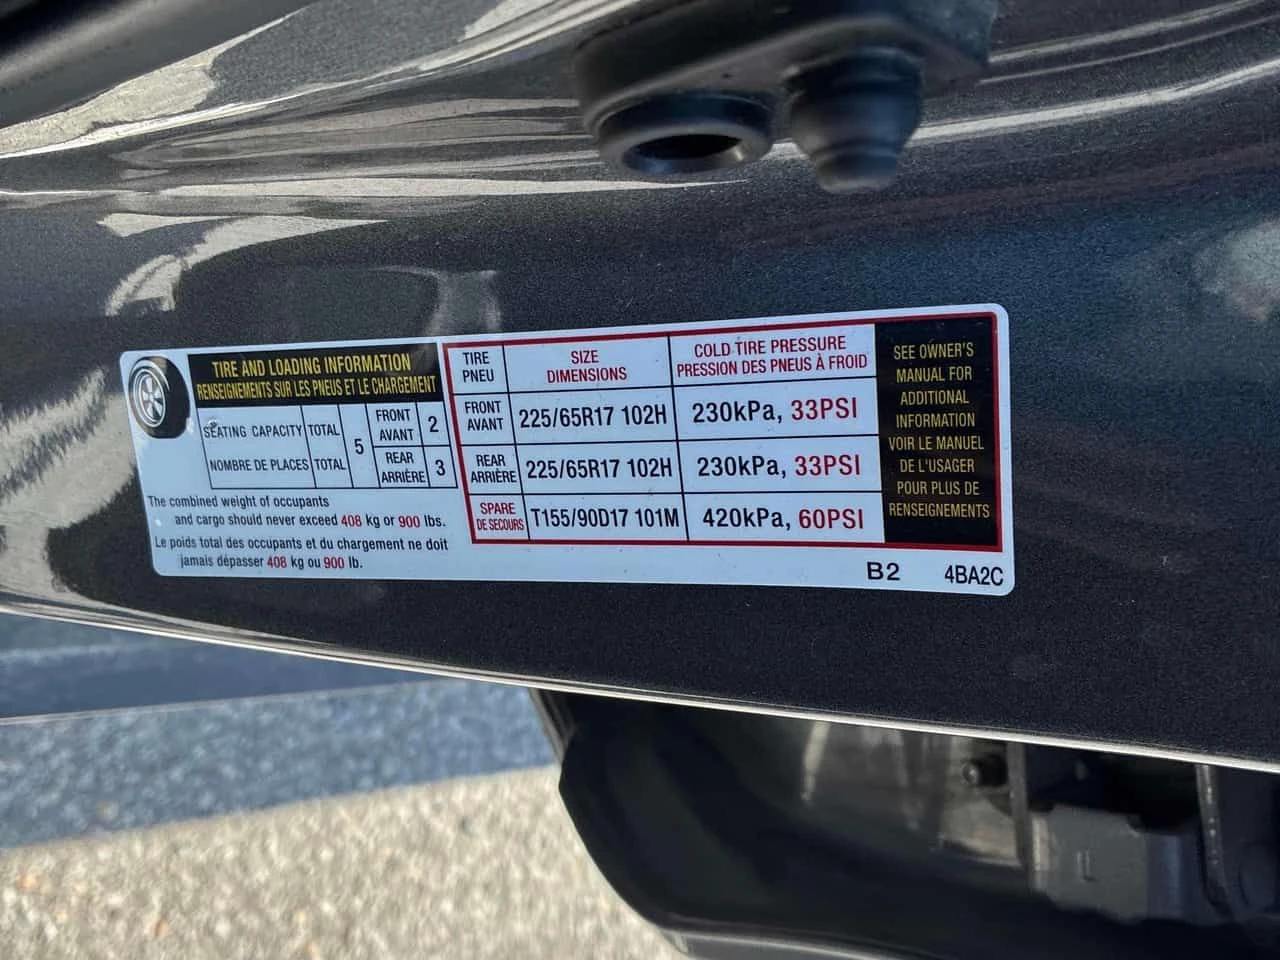 TIRE AND LOADING INFORMATION
RENSEIGNEMENTS SUR LES PNEUS ET LE CHARGEMENT
SEATING CAPACITY TOTAL 5 FRONT AVANT 2
NOMBRE DE PLACES TOTAL REAR ARRIÈRE 3
The combined weight of occupants
and cargo should never exceed 408 kg or 900 lbs.
Le poids total des occupants et du chargement ne doit
jamais dépasser 408 kg ou 900 lb.
TIRE PNEU SIZE DIMENSIONS COLD TIRE PRESSURE PRESSION DES PNEUS À FROID
FRONT AVANT 225/65R17 102H 230kPa, 33PSI
REAR ARRIÈRE 225/65R17 102H 230kPa, 33PSI
SPARE DE SECOURS T155/90D17 101M 420kPa, 60PSI
SEE OWNER'S
MANUAL FOR
ADDITIONAL
INFORMATION
VOIR LE MANUEL
DE L'USAGER
POUR PLUS DE
RENSEIGNEMENTS
B2 4BA2C